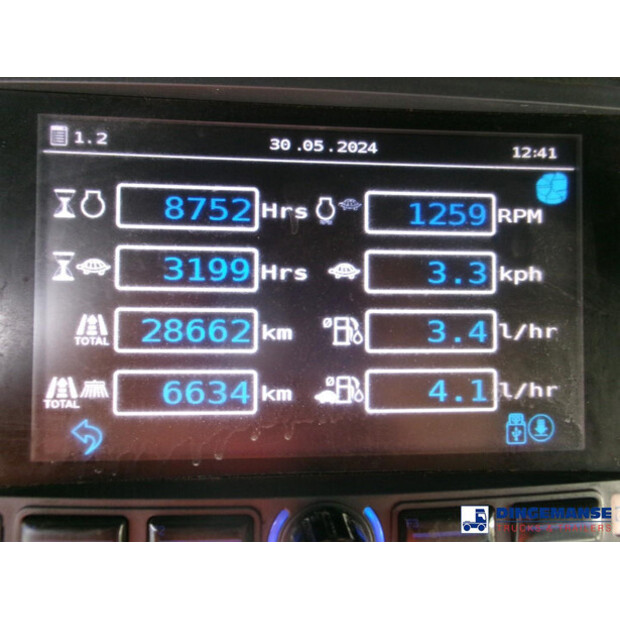 1.2 30.05.2024 12:41
8752 Hrs 1259 RPM
3199 Hrs 3.3 kph
TOTAL 28662 km Ø 3.4 l/hr
TOTAL 6634 km Ø 4.1 l/hr
DINGEMANSE
TRUCKS & TRAILERS